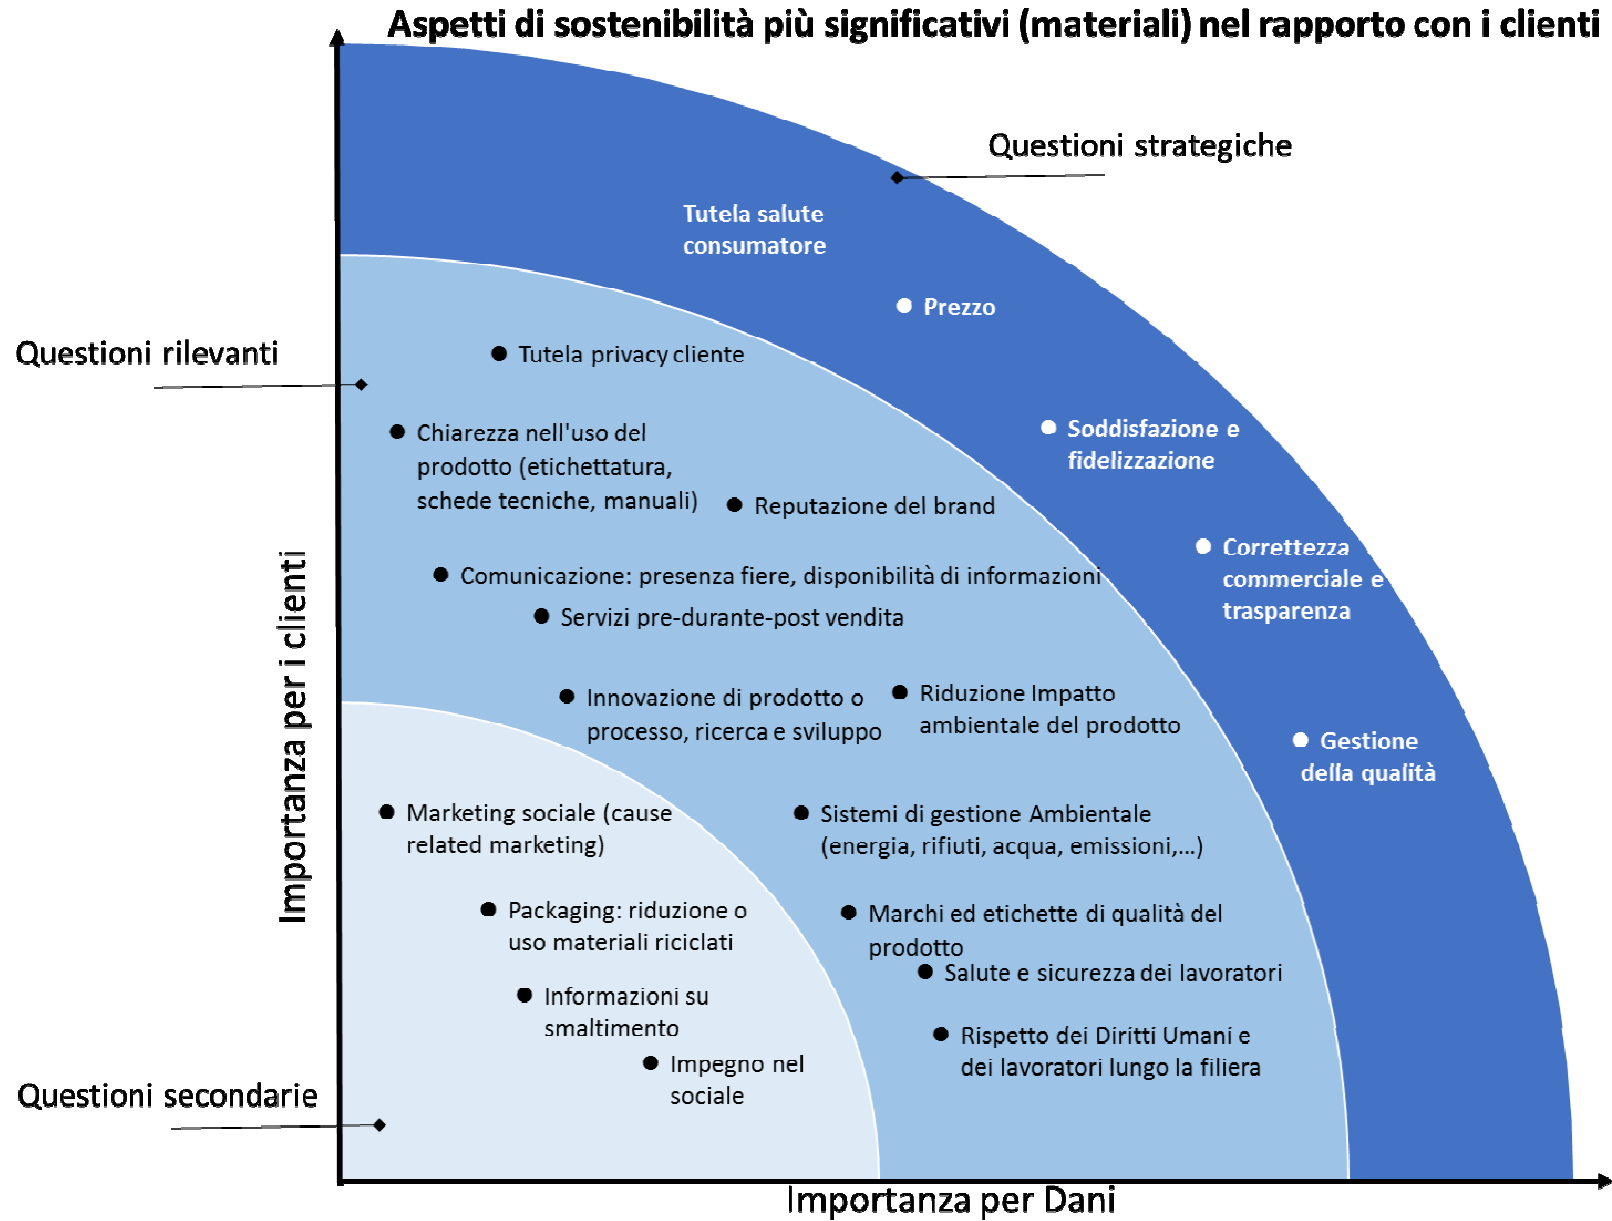 Aspetti di sostenibilità più significativi (materiali) nel rapporto con i clienti
Questioni strategiche
Tutela salute
consumatore
Prezzo
Questioni rilevanti
Tutela privacy cliente
Chiarezza nell'uso del
prodotto (etichettatura,
schede tecniche, manuali)
Soddisfazione e
fidelizzazione
Reputazione del brand
Correttezza
commerciale e
trasparenza
Comunicazione: presenza fiere, disponibilità di informazioni
Servizi pre-durante-post vendita
Innovazione di prodotto o
processo, ricerca e sviluppo
Riduzione Impatto
ambientale del prodotto
Gestione
della qualità
Importanza per i clienti
Marketing sociale (cause
related marketing)
Sistemi di gestione Ambientale
(energia, rifiuti, acqua, emissioni,...)
Packaging: riduzione o
uso materiali riciclati
Marchi ed etichette di qualità del
prodotto
Salute e sicurezza dei lavoratori
Informazioni su
smaltimento
Rispetto dei Diritti Umani e
dei lavoratori lungo la filiera
Impegno nel
sociale
Questioni secondarie
Importanza per Dani